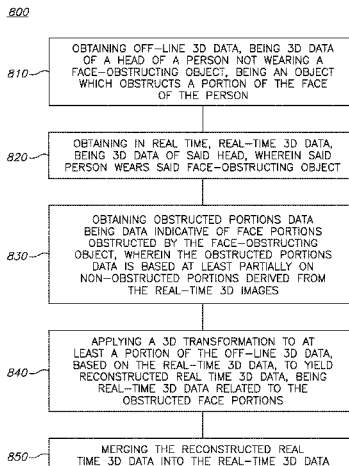 800
810
OBTAINING OFF-LINE 3D DATA, BEING 3D DATA
OF A HEAD OF A PERSON NOT WEARING A
FACE-OBSTRUCTING OBJECT, BEING AN OBJECT
WHICH OBSTRUCTS A PORTION OF THE FACE
OF THE PERSON
820
OBTAINING IN REAL TIME, REAL-TIME 3D DATA,
BEING 3D DATA OF SAID HEAD, WHEREIN SAID
PERSON WEARS SAID FACE-OBSTRUCTING OBJECT
830
OBTAINING OBSTRUCTED PORTIONS DATA
BEING DATA INDICATIVE OF FACE PORTIONS
OBSTRUCTED BY THE FACE-OBSTRUCTING
OBJECT, WHEREIN THE OBSTRUCTED PORTIONS
DATA IS BASED AT LEAST PARTIALLY ON
NON-OBSTRUCTED PORTIONS DERIVED FROM
THE REAL-TIME 3D IMAGES
840
APPLYING A 3D TRANSFORMATION TO AT
LEAST A PORTION OF THE OFF-LINE 3D DATA,
BASED ON THE REAL-TIME 3D DATA, TO YIELD
RECONSTRUCTED REAL TIME 3D DATA, BEING
REAL-TIME 3D DATA RELATED TO THE
OBSTRUCTED FACE PORTIONS
850
MERGING THE RECONSTRUCTED REAL
TIME 3D DATA INTO THE REAL-TIME 3D DATA